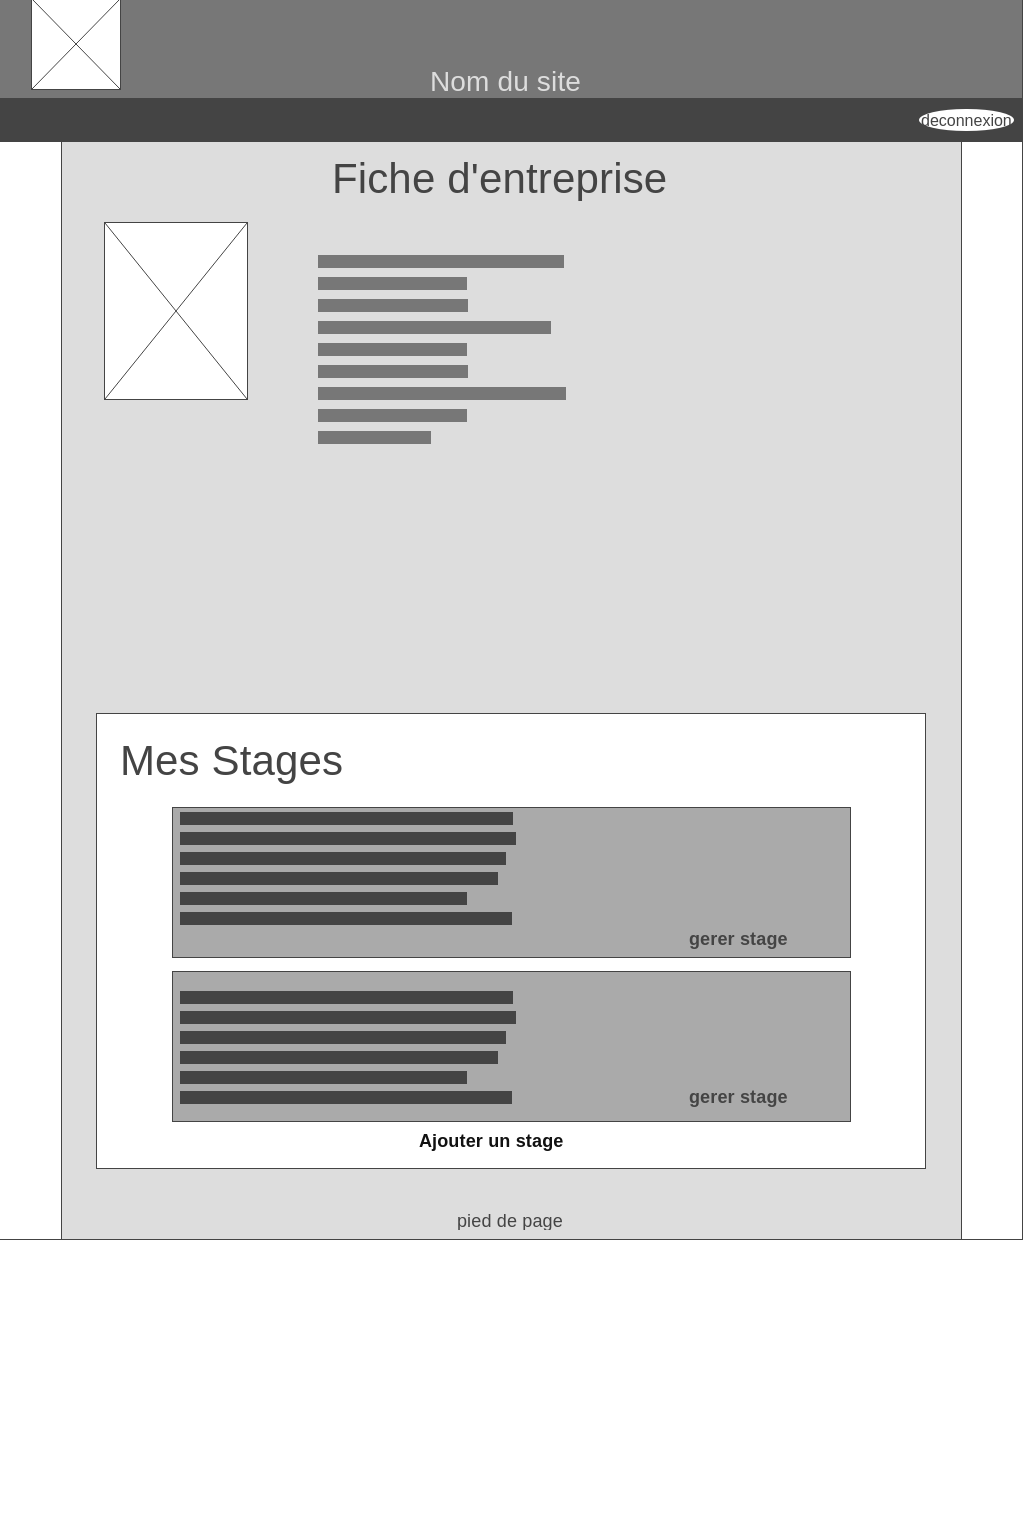 Nom du site
deconnexion
Fiche d'entreprise
Mes Stages
gerer stage
gerer stage
Ajouter un stage
pied de page